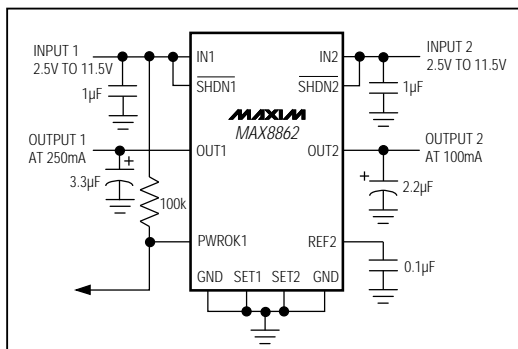 INPUT 1
2.5V TO 11.5V
1µF
IN1
SHDN1
IN2
SHDN2
INPUT 2
2.5V TO 11.5V
1µF
MAXIM
MAX8862
OUTPUT 1
AT 250mA
+
3.3µF
OUT1
OUT2
OUTPUT 2
AT 100mA
+
2.2µF
100k
PWROK1
REF2
0.1µF
GND SET1 SET2 GND